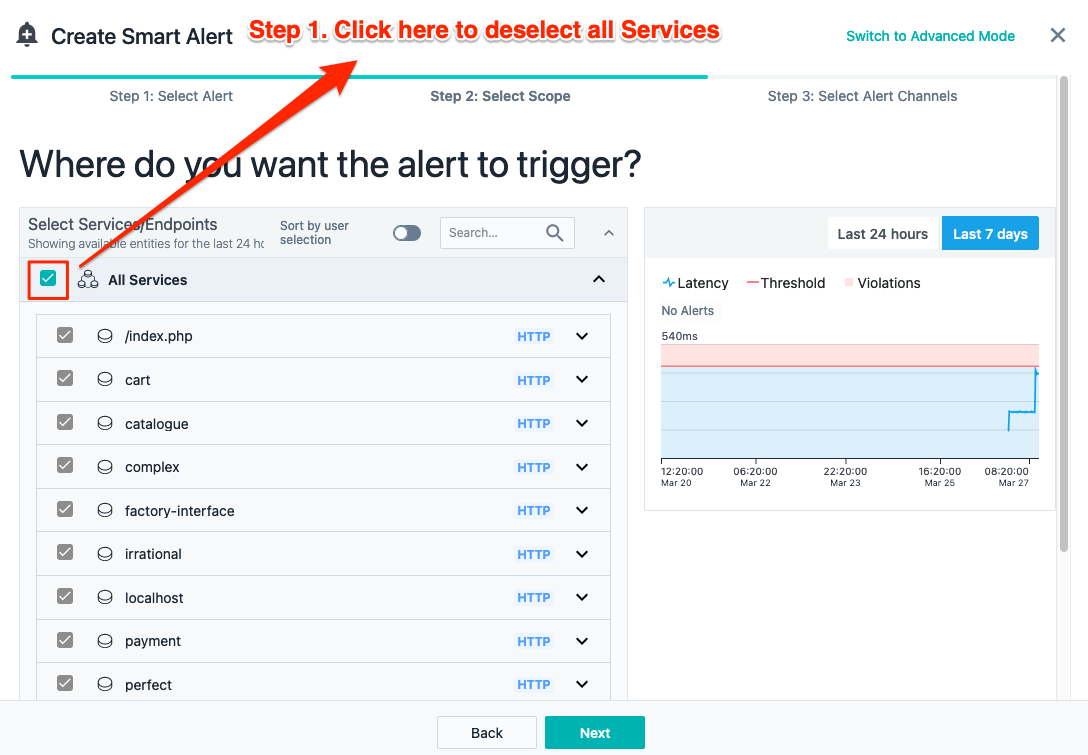 Create Smart Alert
Step 1. Click here to deselect all Services
Switch to Advanced Mode
Step 1: Select Alert
Step 2: Select Scope
Step 3: Select Alert Channels
Where do you want the alert to trigger?
Select Services/Endpoints
Showing available entities for the last 24 ho
Sort by user
selection
Search...
All Services
/index.php HTTP
cart HTTP
catalogue HTTP
complex HTTP
factory-interface HTTP
irrational HTTP
localhost HTTP
payment HTTP
perfect HTTP
Last 24 hours
Last 7 days
Latency Threshold Violations
No Alerts
540ms
12:20:00 06:20:00 22:20:00 16:20:00 08:20:00
Mar 20 Mar 22 Mar 23 Mar 25 Mar 27
Back
Next